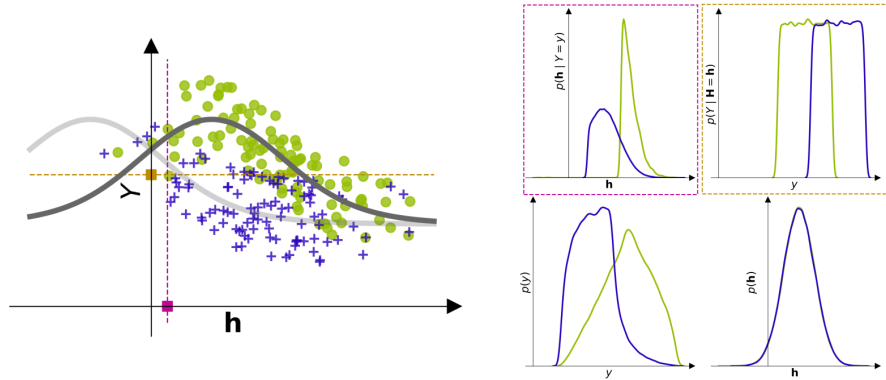 Y
h
p(h | Y = y)
h
p(Y | H = h)
y
p(y)
y
p(h)
h